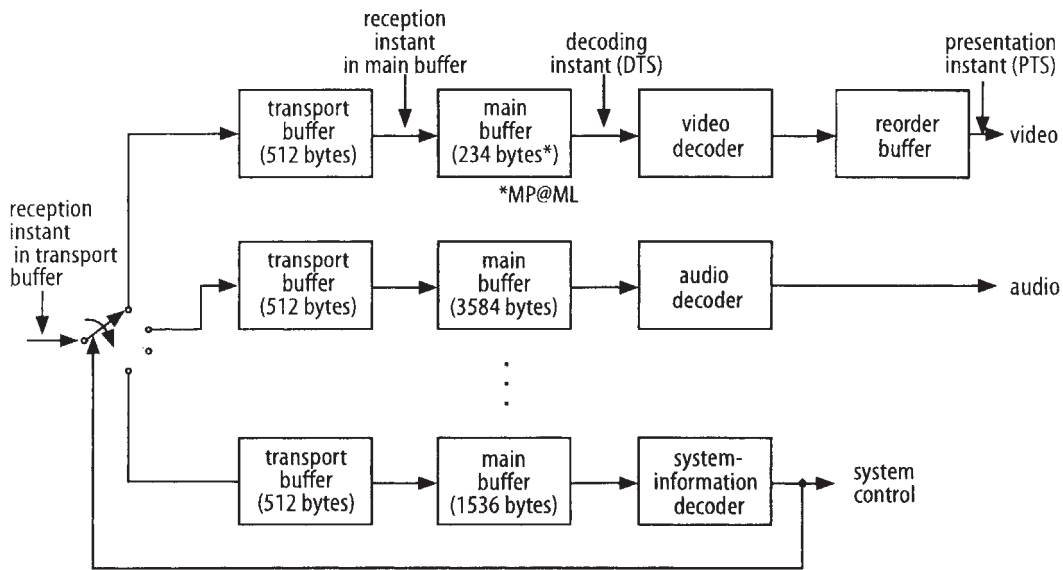 reception
instant
in main buffer
decoding
instant (DTS)
presentation
instant (PTS)
transport
buffer
(512 bytes)
main
buffer
(234 bytes*)
video
decoder
reorder
buffer
video
*MP@ML
reception
instant
in transport
buffer
transport
buffer
(512 bytes)
main
buffer
(3584 bytes)
audio
decoder
audio
transport
buffer
(512 bytes)
main
buffer
(1536 bytes)
system-
information
decoder
system
control